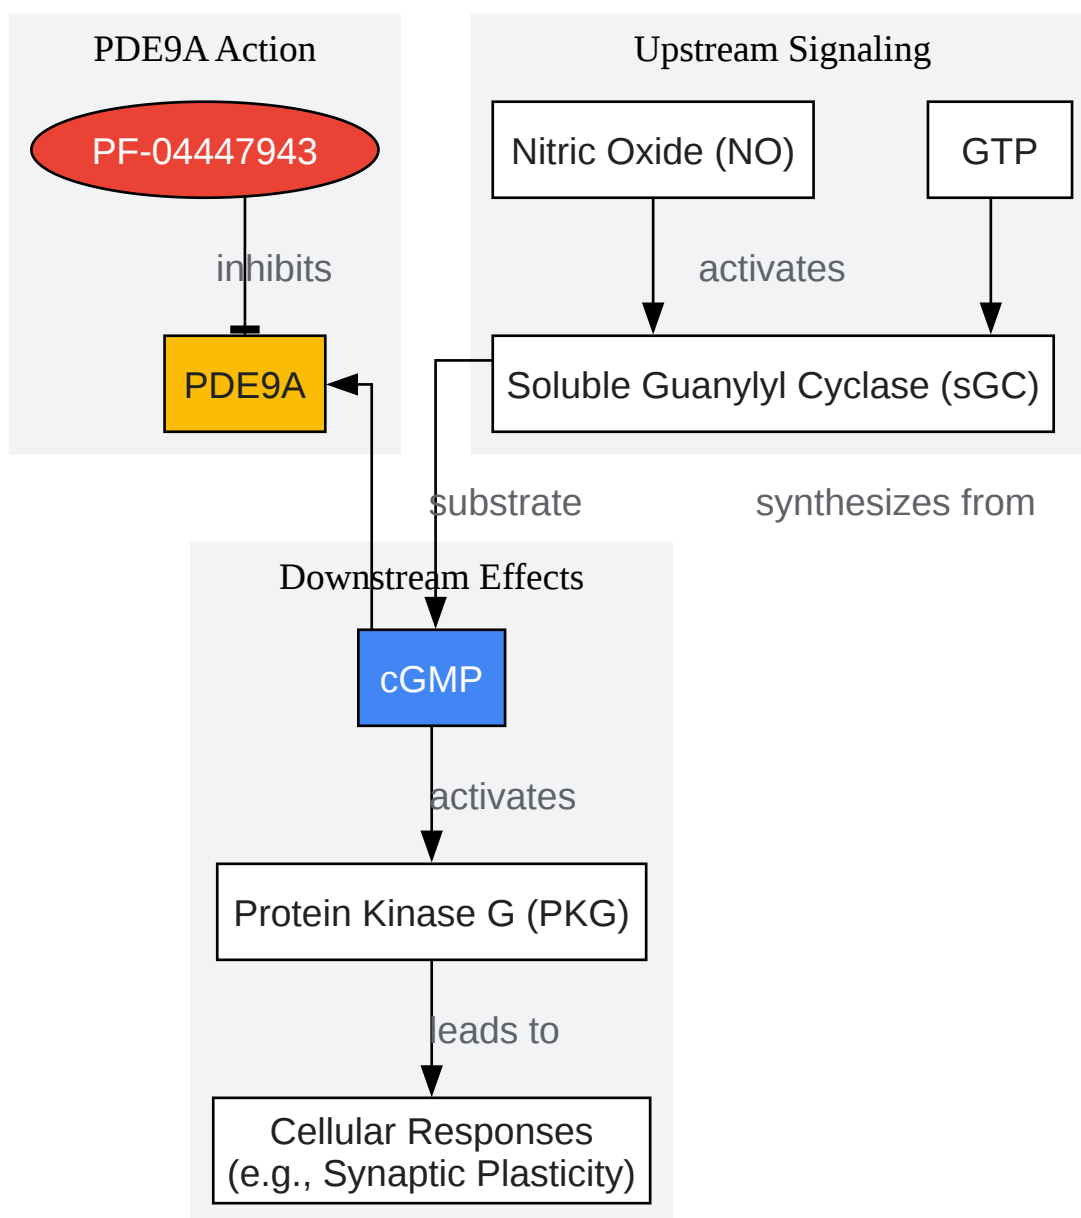 PDE9A Action
Upstream Signaling
PF-04447943
Nitric Oxide (NO)
GTP
inhibits
activates
PDE9A
Soluble Guanylyl Cyclase (sGC)
substrate
synthesizes from
Downstream Effects
cGMP
activates
Protein Kinase G (PKG)
leads to
Cellular Responses
(e.g., Synaptic Plasticity)